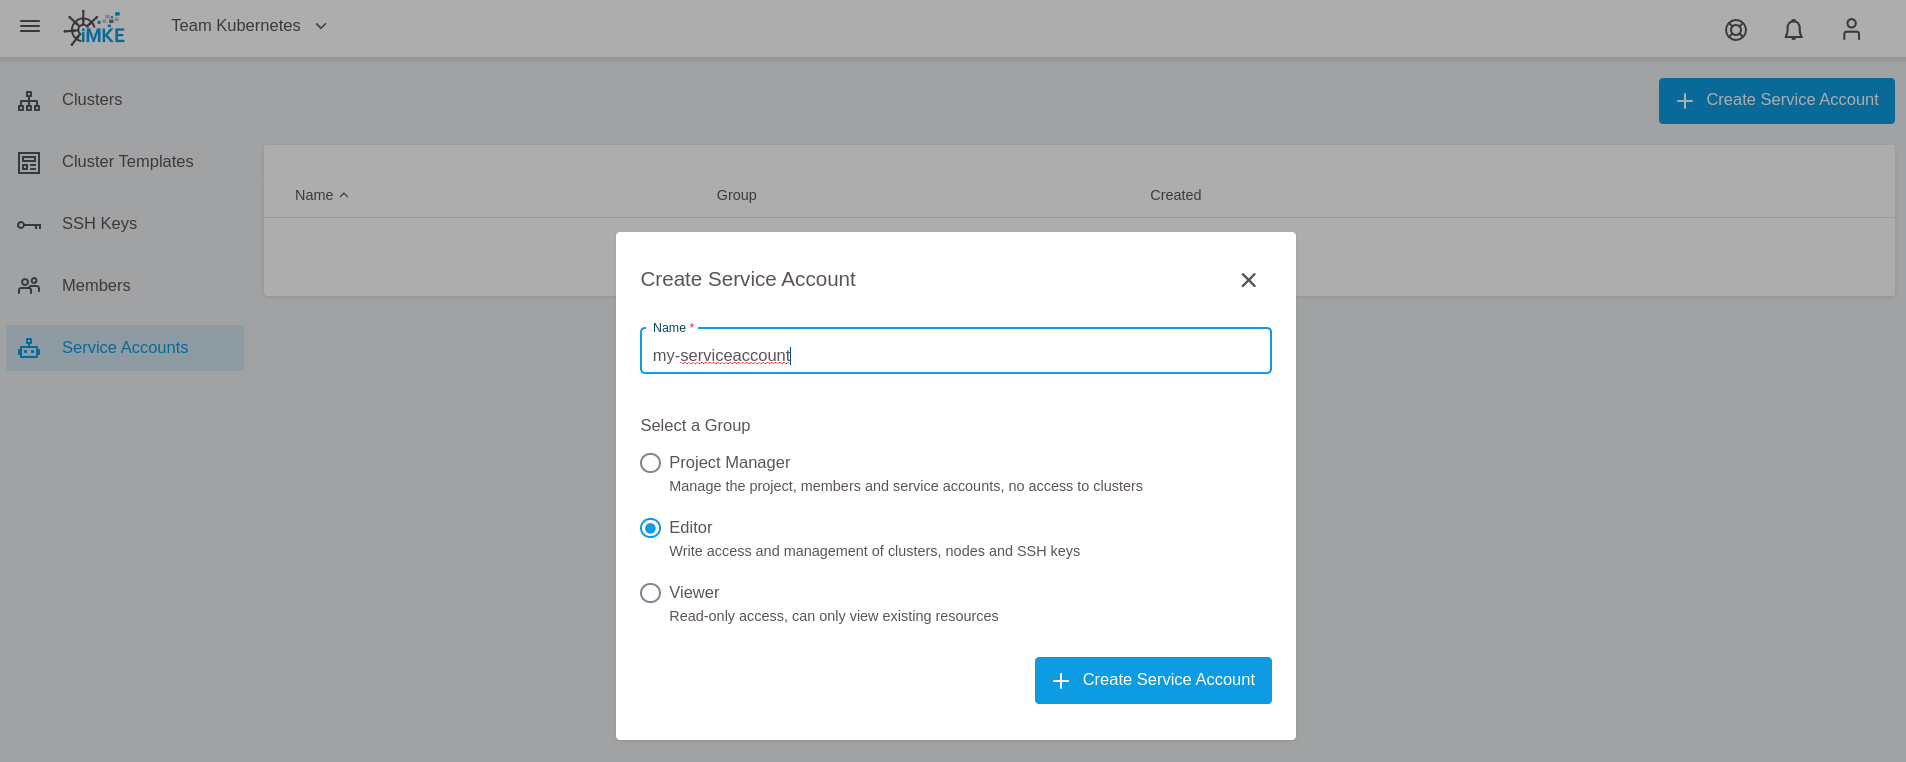 iMKE
Team Kubernetes
Clusters
Create Service Account
Cluster Templates
Name
Group
Created
SSH Keys
Members
Service Accounts
Create Service Account
Name *
my-serviceaccount
Select a Group
Project Manager
Manage the project, members and service accounts, no access to clusters
Editor
Write access and management of clusters, nodes and SSH keys
Viewer
Read-only access, can only view existing resources
Create Service Account